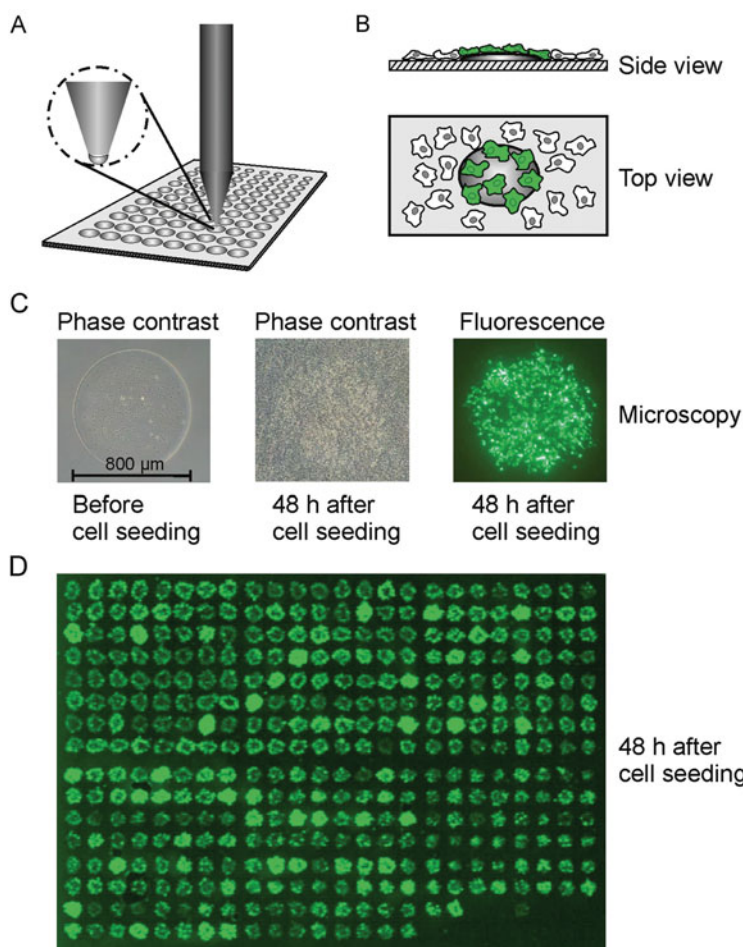 A
B
Side view
Top view
C
Phase contrast
Phase contrast
Fluorescence
800 µm
Microscopy
Before
cell seeding
48 h after
cell seeding
48 h after
cell seeding
D
48 h after
cell seeding